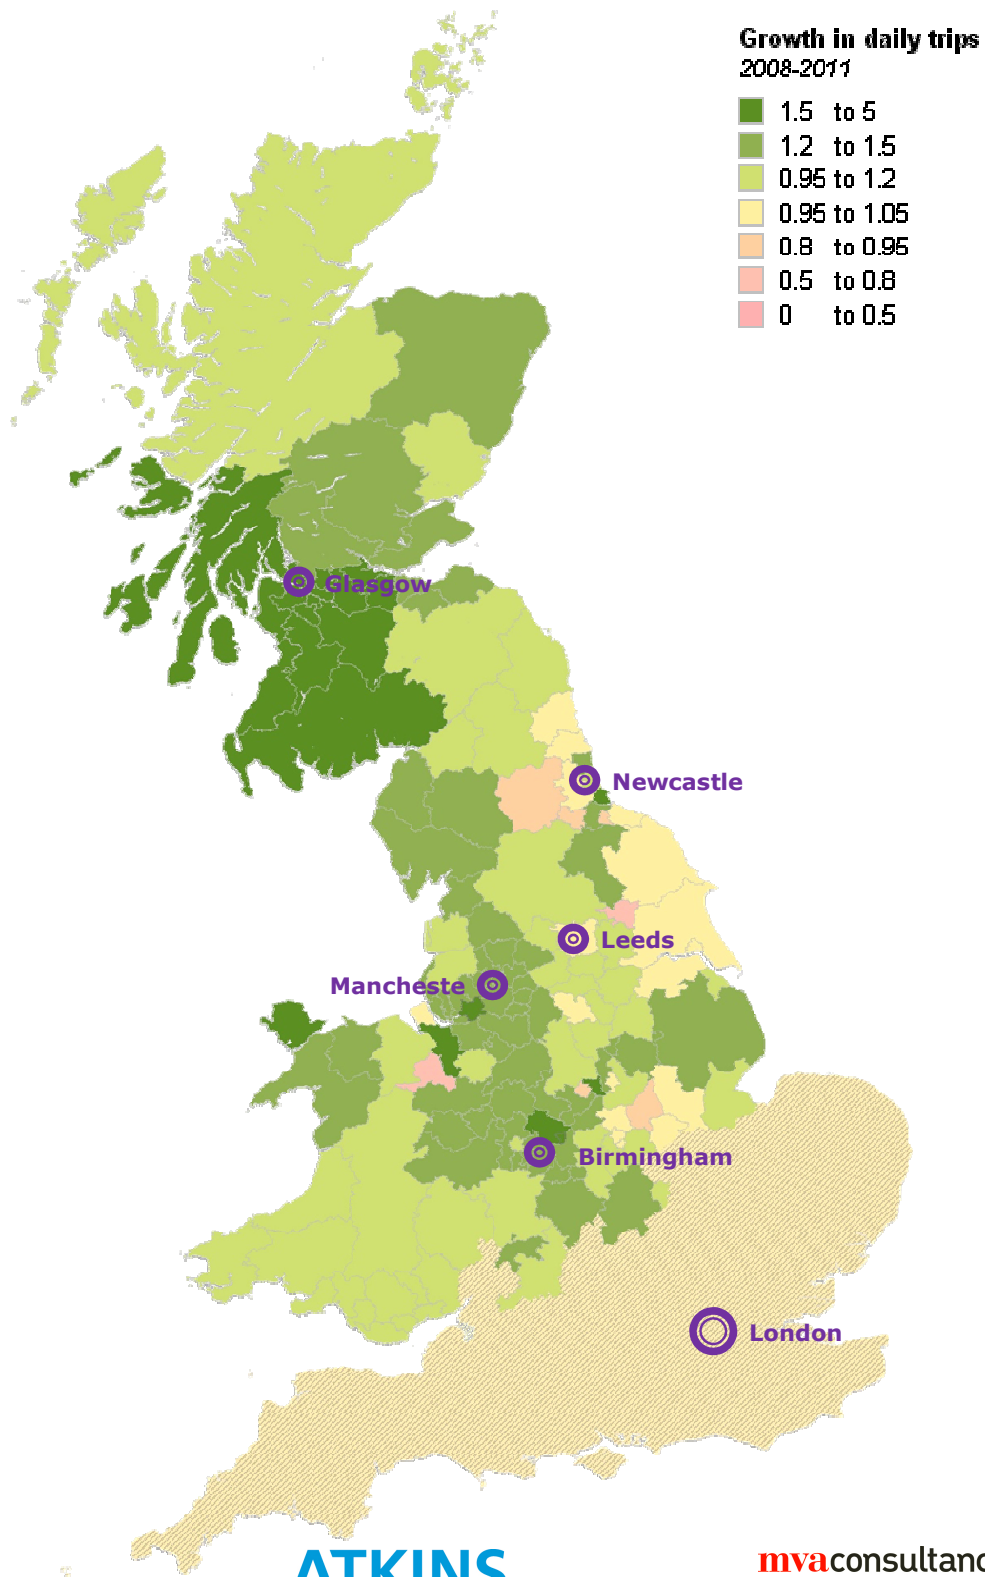 Growth in daily trips
2008-2011
1.5 to 5
1.2 to 1.5
0.95 to 1.2
0.95 to 1.05
0.8 to 0.95
0.5 to 0.8
0 to 0.5
Glasgow
Newcastle
Leeds
Mancheste
Birmingham
London
ATKINS
mvaconsultanc